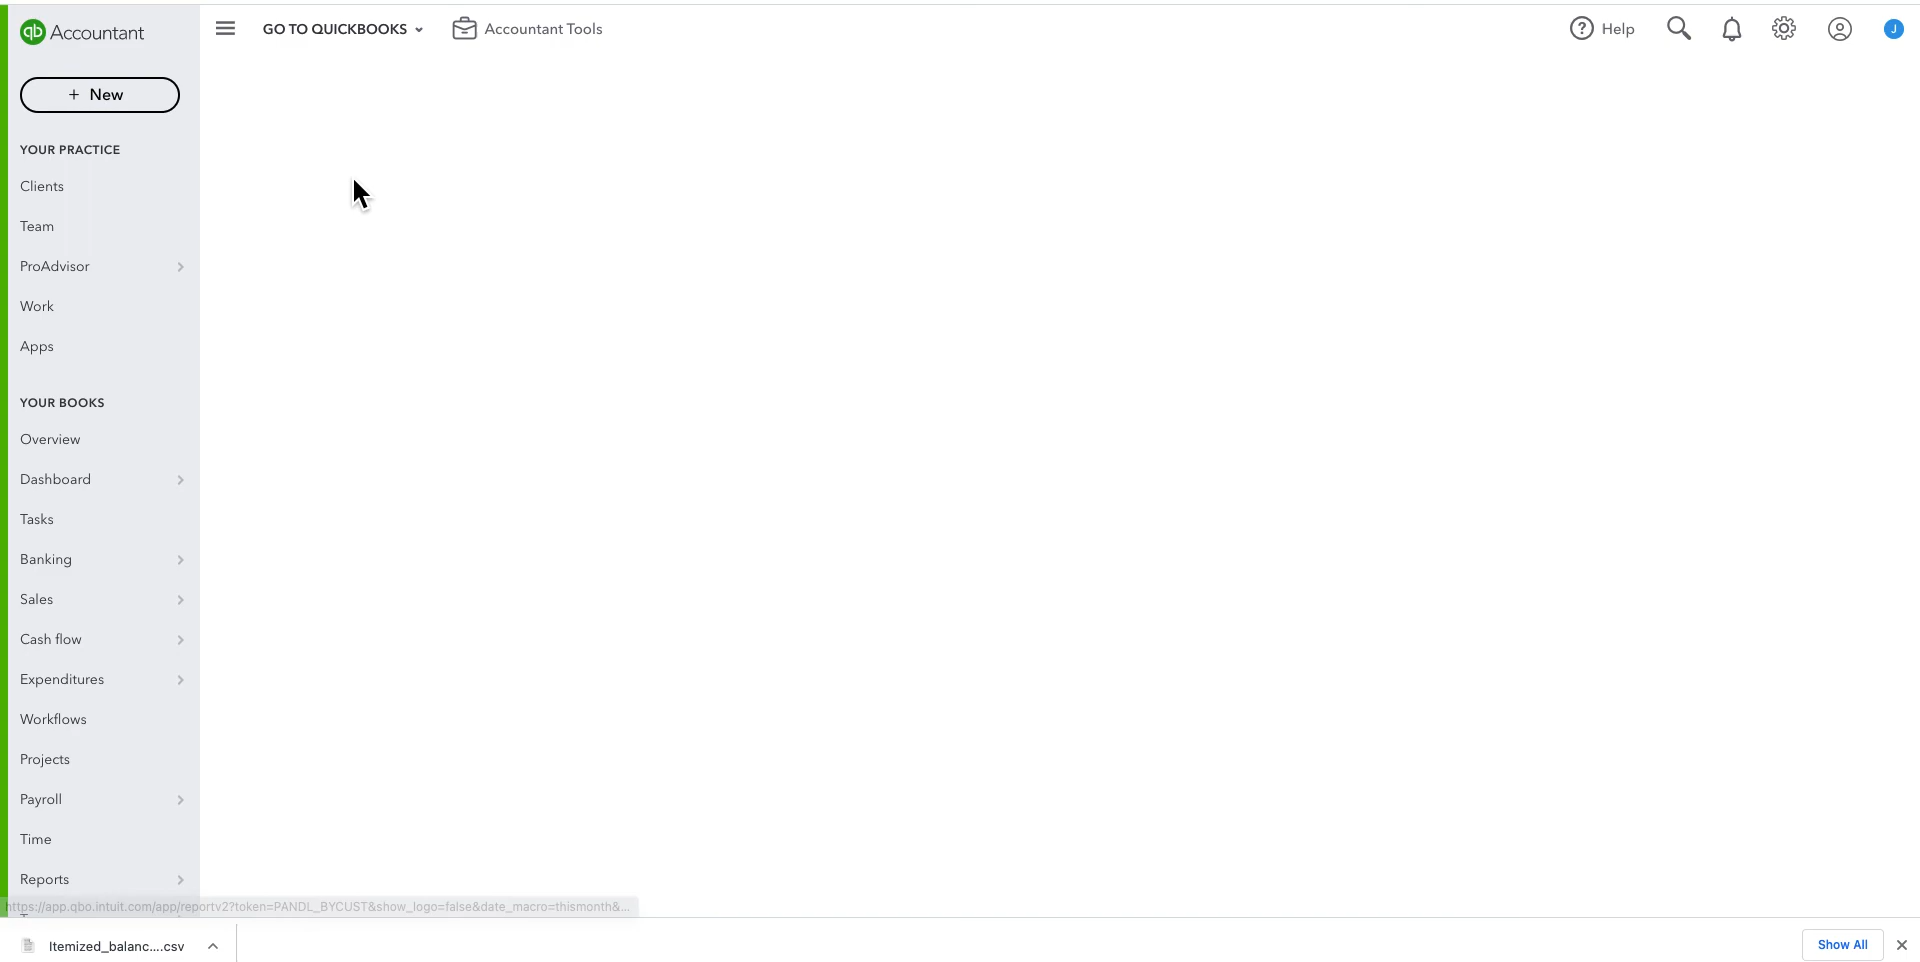 qb Accountant
GO TO QUICKBOOKS
Accountant Tools
Help
J
+ New
YOUR PRACTICE
Clients
Team
ProAdvisor
Work
Apps
YOUR BOOKS
Overview
Dashboard
Tasks
Banking
Sales
Cash flow
Expenditures
Workflows
Projects
Payroll
Time
Reports
https://app.qbo.intuit.com/app/reportv2?token=PANDL_BYCUST&show_logo=false&date_macro=thismonth&...
Itemized_balanc....csv
Show All